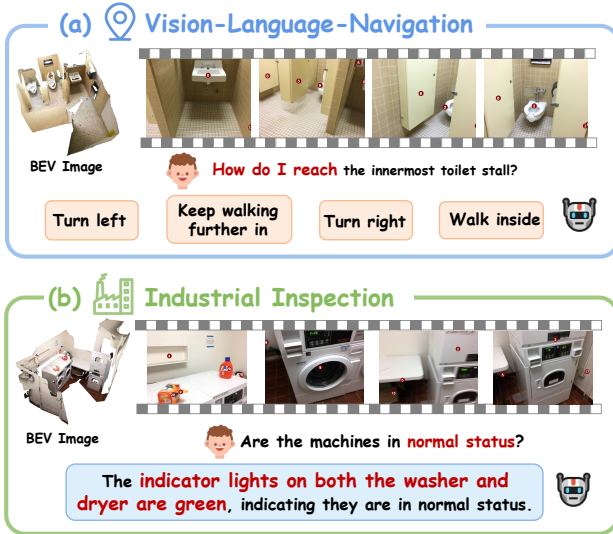 (a) Vision-Language-Navigation
BEV Image
How do I reach the innermost toilet stall?
Turn left
Keep walking
further in
Turn right
Walk inside
(b) Industrial Inspection
BEV Image
Are the machines in normal status?
The indicator lights on both the washer and
dryer are green, indicating they are in normal status.